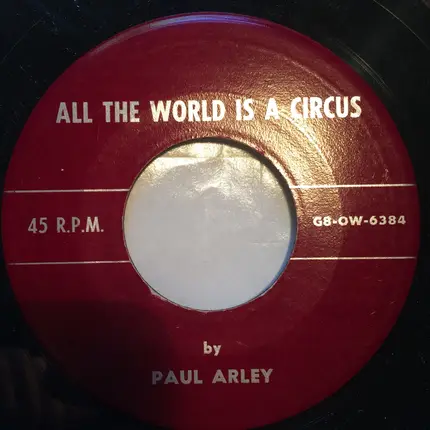 ALL THE WORLD IS A CIRCUS
45 R.P.M.
G8-OW-6384
by
PAUL ARLEY